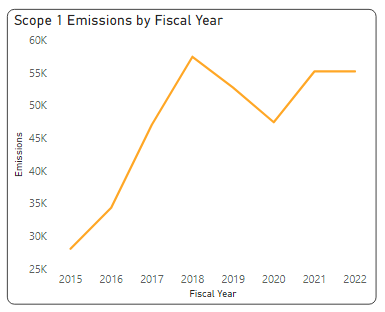 Scope 1 Emissions by Fiscal Year
60K
55K
50K
45K
40K
35K
30K
25K
Emissions
2015 2016 2017 2018 2019 2020 2021 2022
Fiscal Year